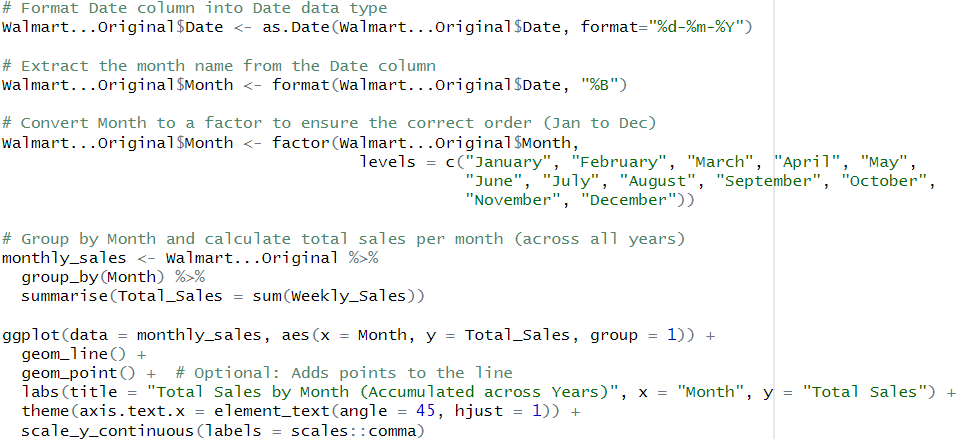 # Format Date column into Date data type
Walmart...Original$Date <- as.Date(Walmart...Original$Date, format="%d-%m-%Y")
# Extract the month name from the Date column
Walmart...Original$Month <- format(Walmart...Original$Date, "%B")
# Convert Month to a factor to ensure the correct order (Jan to Dec)
Walmart...Original$Month <- factor(Walmart...Original$Month,
levels = c("January", "February", "March", "April", "May",
"June", "July", "August", "September", "October",
"November", "December"))
# Group by Month and calculate total sales per month (across all years)
monthly_sales <- Walmart...Original %>%
group_by(Month) %>%
summarise(Total_Sales = sum(Weekly_Sales))
ggplot(data = monthly_sales, aes(x = Month, y = Total_Sales, group = 1)) +
geom_line() +
geom_point() +  # Optional: Adds points to the line
labs(title = "Total Sales by Month (Accumulated across Years)", x = "Month", y = "Total Sales") +
theme(axis.text.x = element_text(angle = 45, hjust = 1)) +
scale_y_continuous(labels = scales::comma)